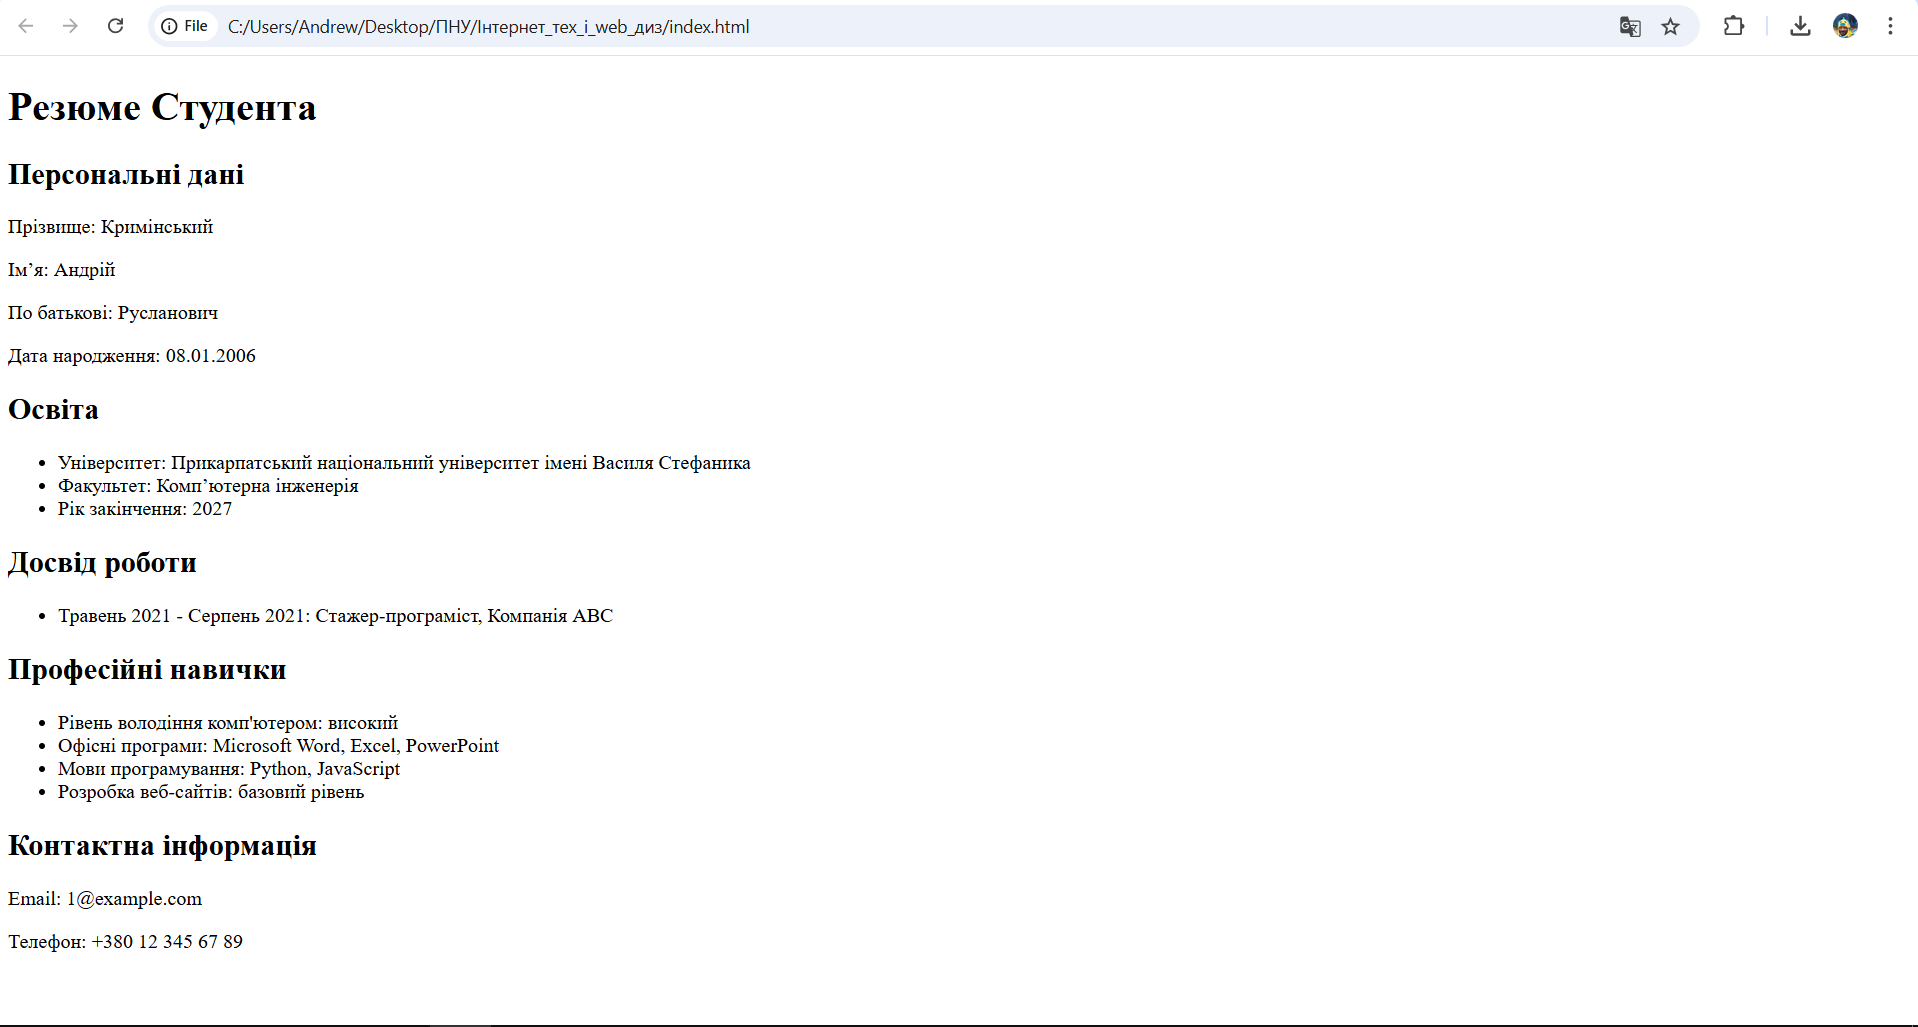 File C:/Users/Andrew/Desktop/ПНУ/Інтернет_тех_і_web_диз/index.html
Резюме Студента
Персональні дані
Прізвище: Кримінський
Ім’я: Андрій
По батькові: Русланович
Дата народження: 08.01.2006
Освіта
• Університет: Прикарпатський національний університет імені Василя Стефаника
• Факультет: Комп’ютерна інженерія
• Рік закінчення: 2027
Досвід роботи
• Травень 2021 - Серпень 2021: Стажер-програміст, Компанія ABC
Професійні навички
• Рівень володіння комп'ютером: високий
• Офісні програми: Microsoft Word, Excel, PowerPoint
• Мови програмування: Python, JavaScript
• Розробка веб-сайтів: базовий рівень
Контактна інформація
Email: 1@example.com
Телефон: +380 12 345 67 89